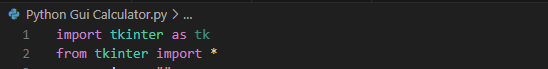 Python Gui Calculator.py > ...
1 import tkinter as tk
2 from tkinter import *